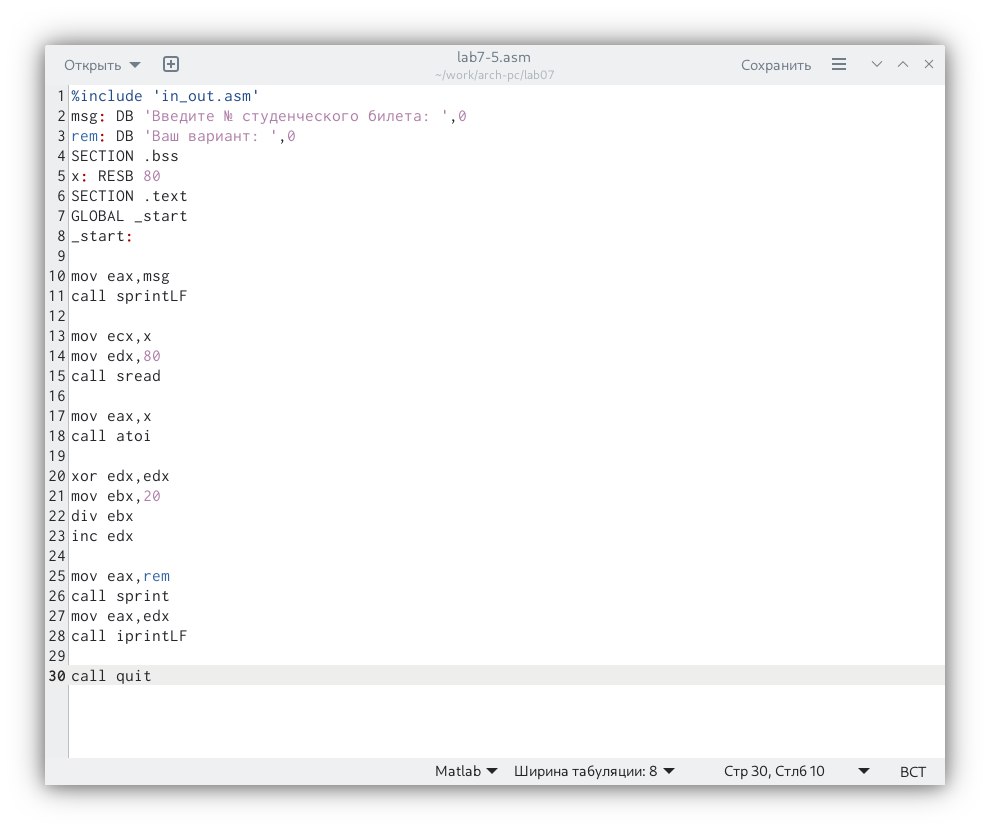 Открыть
lab7-5.asm
~/work/arch-pc/lab07
Сохранить
1 %include 'in_out.asm'
2 msg: DB 'Введите № студенческого билета: ',0
3 rem: DB 'Ваш вариант: ',0
4 SECTION .bss
5 x: RESB 80
6 SECTION .text
7 GLOBAL _start
8 _start:
9
10 mov eax,msg
11 call sprintLF
12
13 mov ecx,x
14 mov edx,80
15 call sread
16
17 mov eax,x
18 call atoi
19
20 xor edx,edx
21 mov ebx,20
22 div ebx
23 inc edx
24
25 mov eax,rem
26 call sprint
27 mov eax,edx
28 call iprintLF
29
30 call quit
Matlab Ширина табуляции: 8 Стр 30, Стлб 10 ВСТ